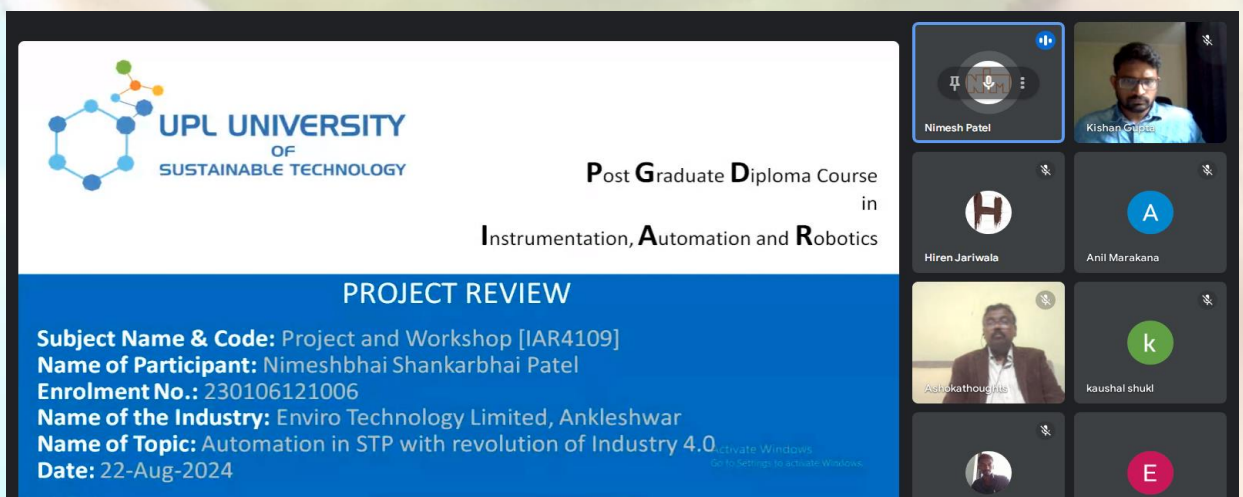 UPL UNIVERSITY
OF
SUSTAINABLE TECHNOLOGY
Post Graduate Diploma Course
in
Instrumentation, Automation and Robotics
PROJECT REVIEW
Subject Name & Code: Project and Workshop [IAR4109]
Name of Participant: Nimeshbhai Shankarbhai Patel
Enrolment No.: 230106121006
Name of the Industry: Enviro Technology Limited, Ankleshwar
Name of Topic: Automation in STP with revolution of Industry 4.0
Date: 22-Aug-2024
Activate Windows
Go to Settings to activate Windows.
Nimesh Patel
Kishan Gupta
H
Hiren Jariwala
A
Anil Marakana
Ashokathoughts
k
kaushal shukl
E